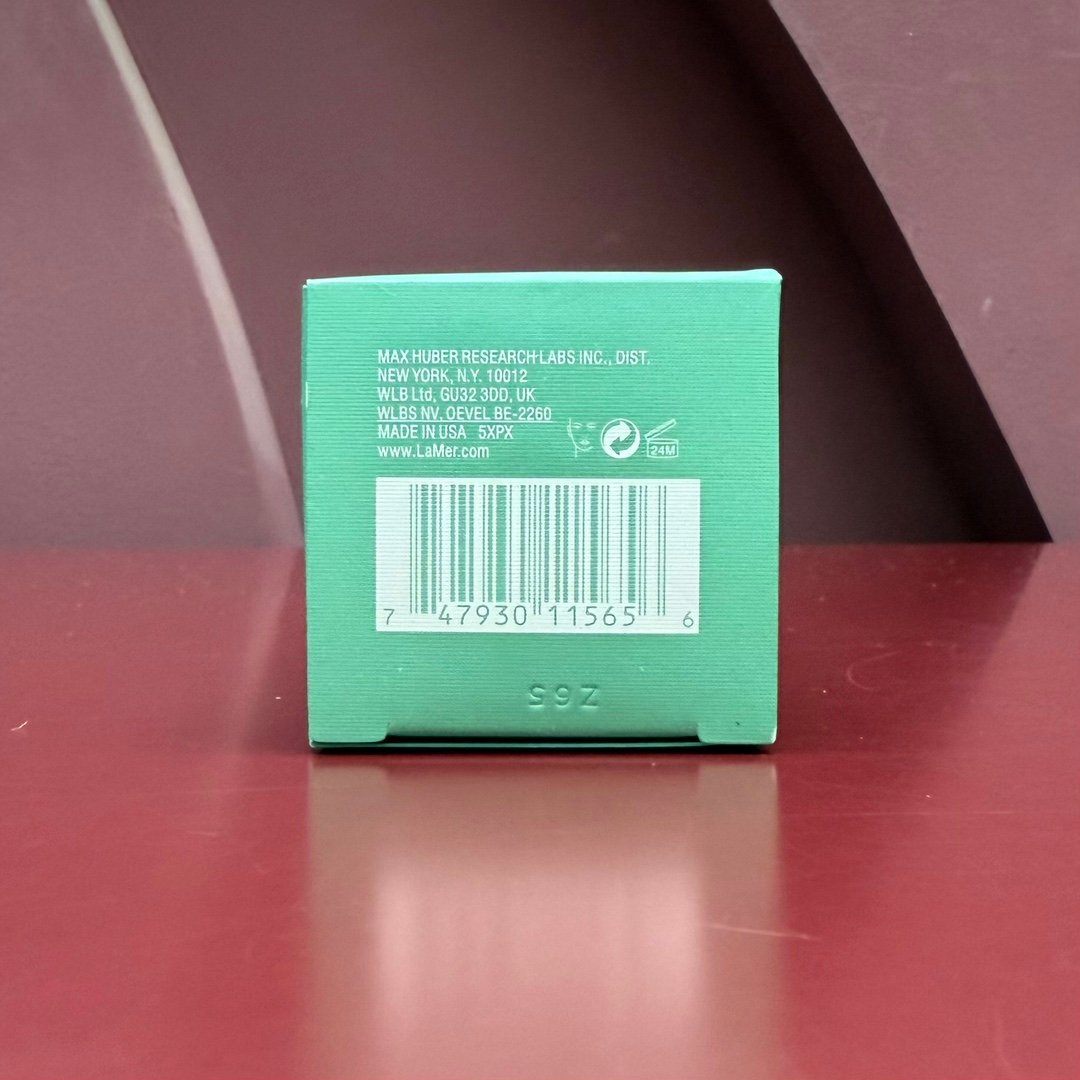 MAX HUBER RESEARCH LABS INC., DIST.
NEW YORK, N.Y. 10012
WLB Ltd, GU32 3DD, UK
WLBS NV, OEVEL BE-2260
MADE IN USA 5XPX
www.LaMer.com
24M
7 47930 11565 6
Z65